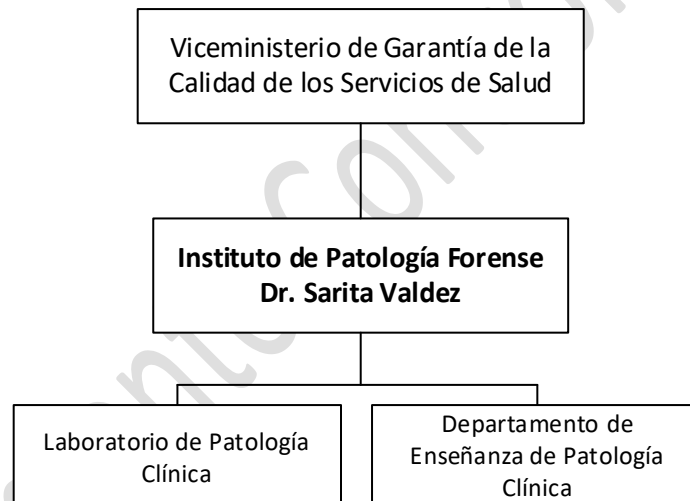 Viceministerio de Garantía de la
Calidad de los Servicios de Salud
Instituto de Patología Forense
Dr. Sarita Valdez
Laboratorio de Patología
Clínica
Departamento de
Enseñanza de Patología
Clínica